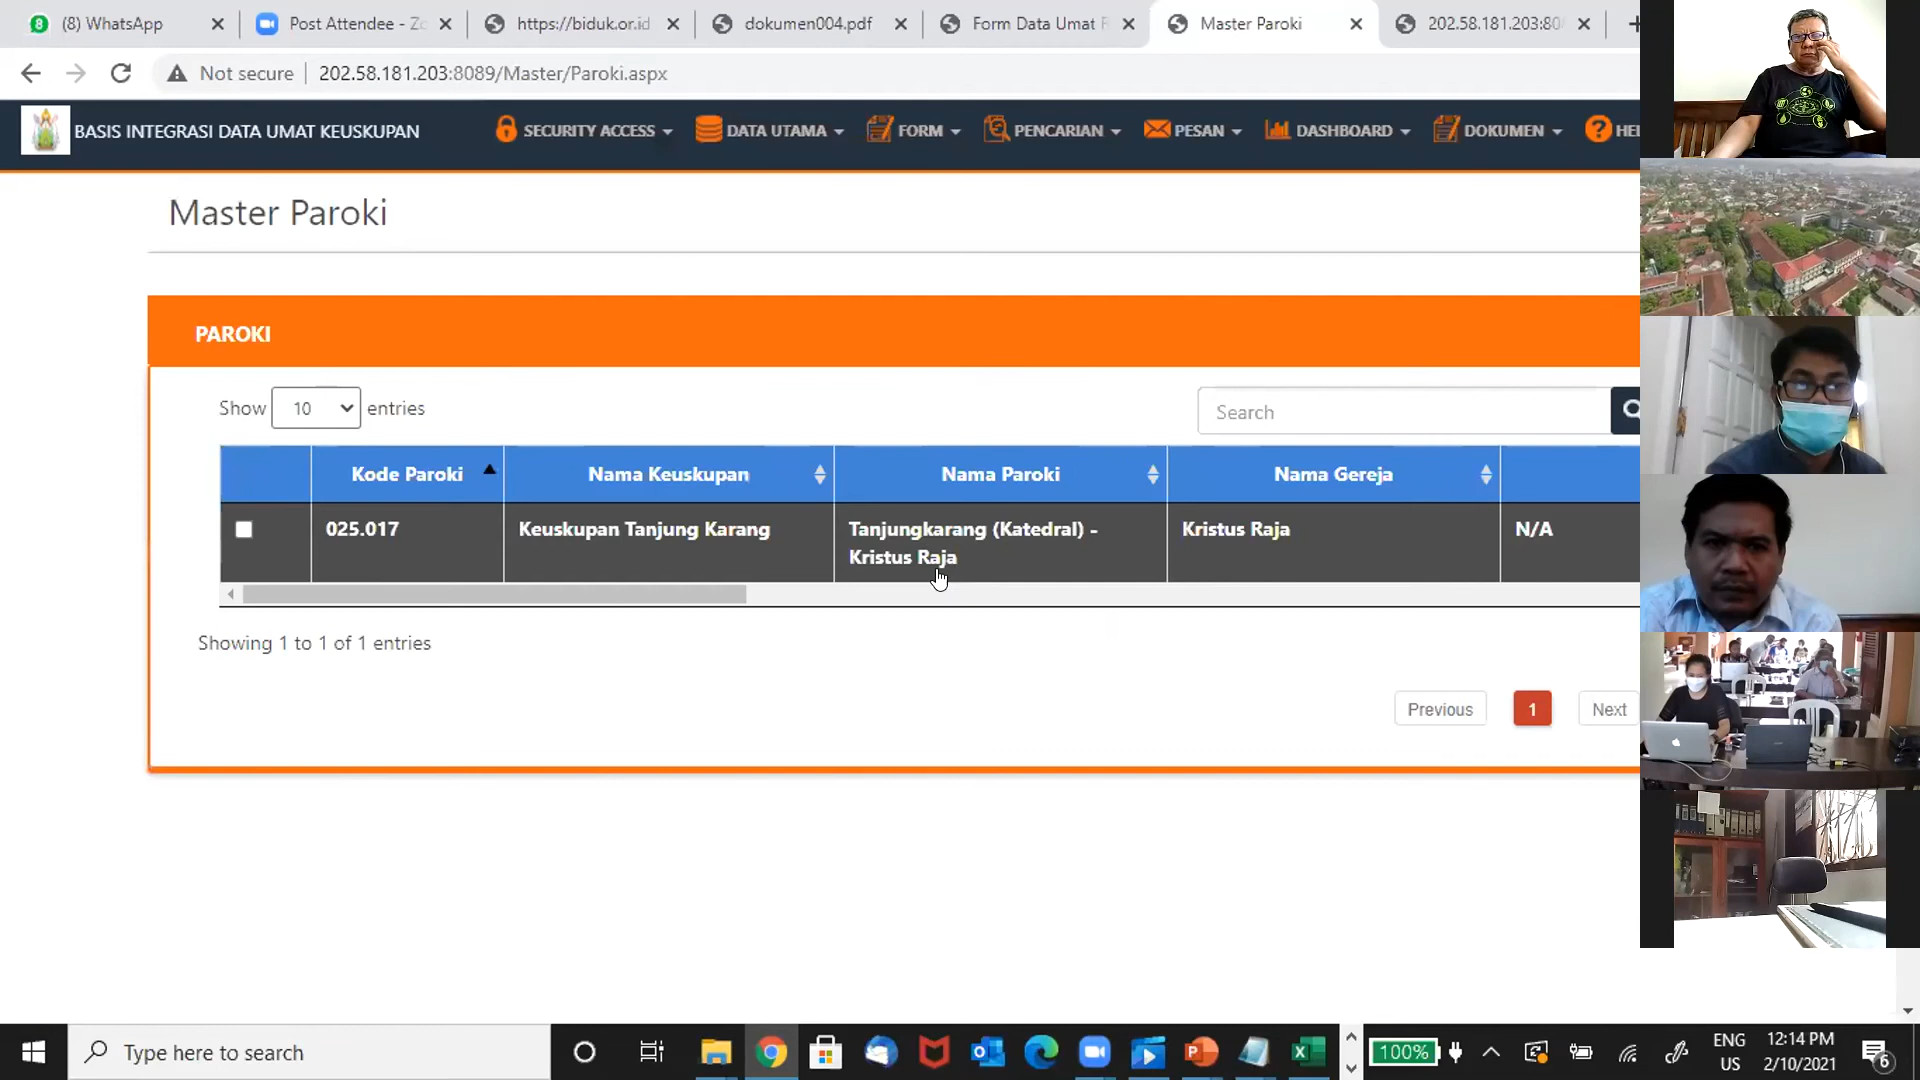 (8) WhatsApp
Post Attendee - Zo
https://biduk.or.id
dokumen004.pdf
Form Data Umat
Master Paroki
202.58.181.203:80
Not secure
202.58.181.203:8089/Master/Paroki.aspx
BASIS INTEGRASI DATA UMAT KEUSKUPAN
SECURITY ACCESS
DATA UTAMA
FORM
PENCARIAN
PESAN
DASHBOARD
DOKUMEN
HEL
Master Paroki
PAROKI
Show 10 entries
Search
Kode Paroki
Nama Keuskupan
Nama Paroki
Nama Gereja
025.017
Keuskupan Tanjung Karang
Tanjungkarang (Katedral) -
Kristus Raja
Kristus Raja
N/A
Showing 1 to 1 of 1 entries
Previous
1
Next
Type here to search
100%
ENG
US
12:14 PM
2/10/2021
6